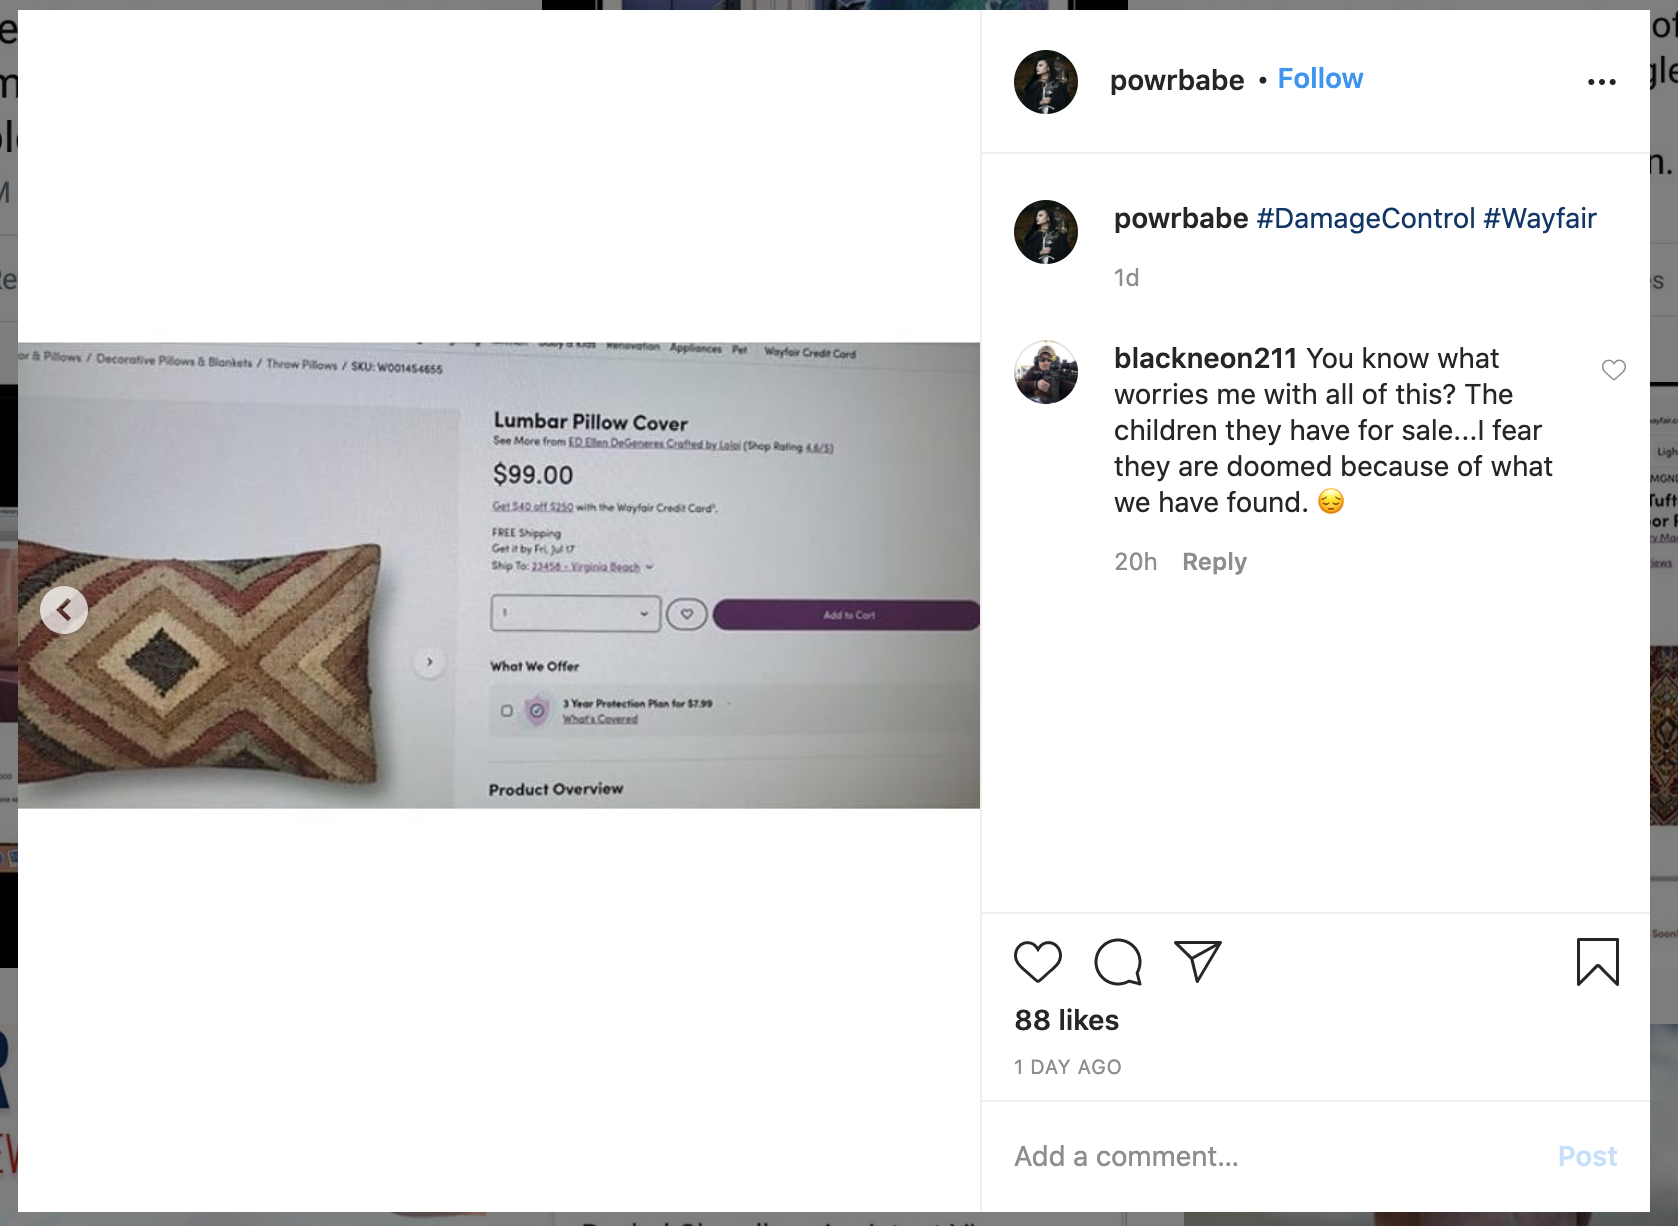 or & Pillows / Decorative Pillows & Blankets / Throw Pillows / SKU: W001454655
Baby & Kids Renovation Appliances Pet Wayfair Credit Card
Lumbar Pillow Cover
See More from ED Ellen DeGeneres Crafted by Loloi (Shop Rating 4.6/5)
$99.00
Get $40 off $250 with the Wayfair Credit Card¹.
FREE Shipping
Get it by Fri, Jul 17
Ship To: 23456 - Virginia Beach
1
Add to Cart
What We Offer
3 Year Protection Plan for $7.99
What's Covered
Product Overview
powrbabe • Follow
powrbabe #DamageControl #Wayfair
1d
blackneon211 You know what
worries me with all of this? The
children they have for sale...I fear
they are doomed because of what
we have found. 😔
20h Reply
88 likes
1 DAY AGO
Add a comment...
Post